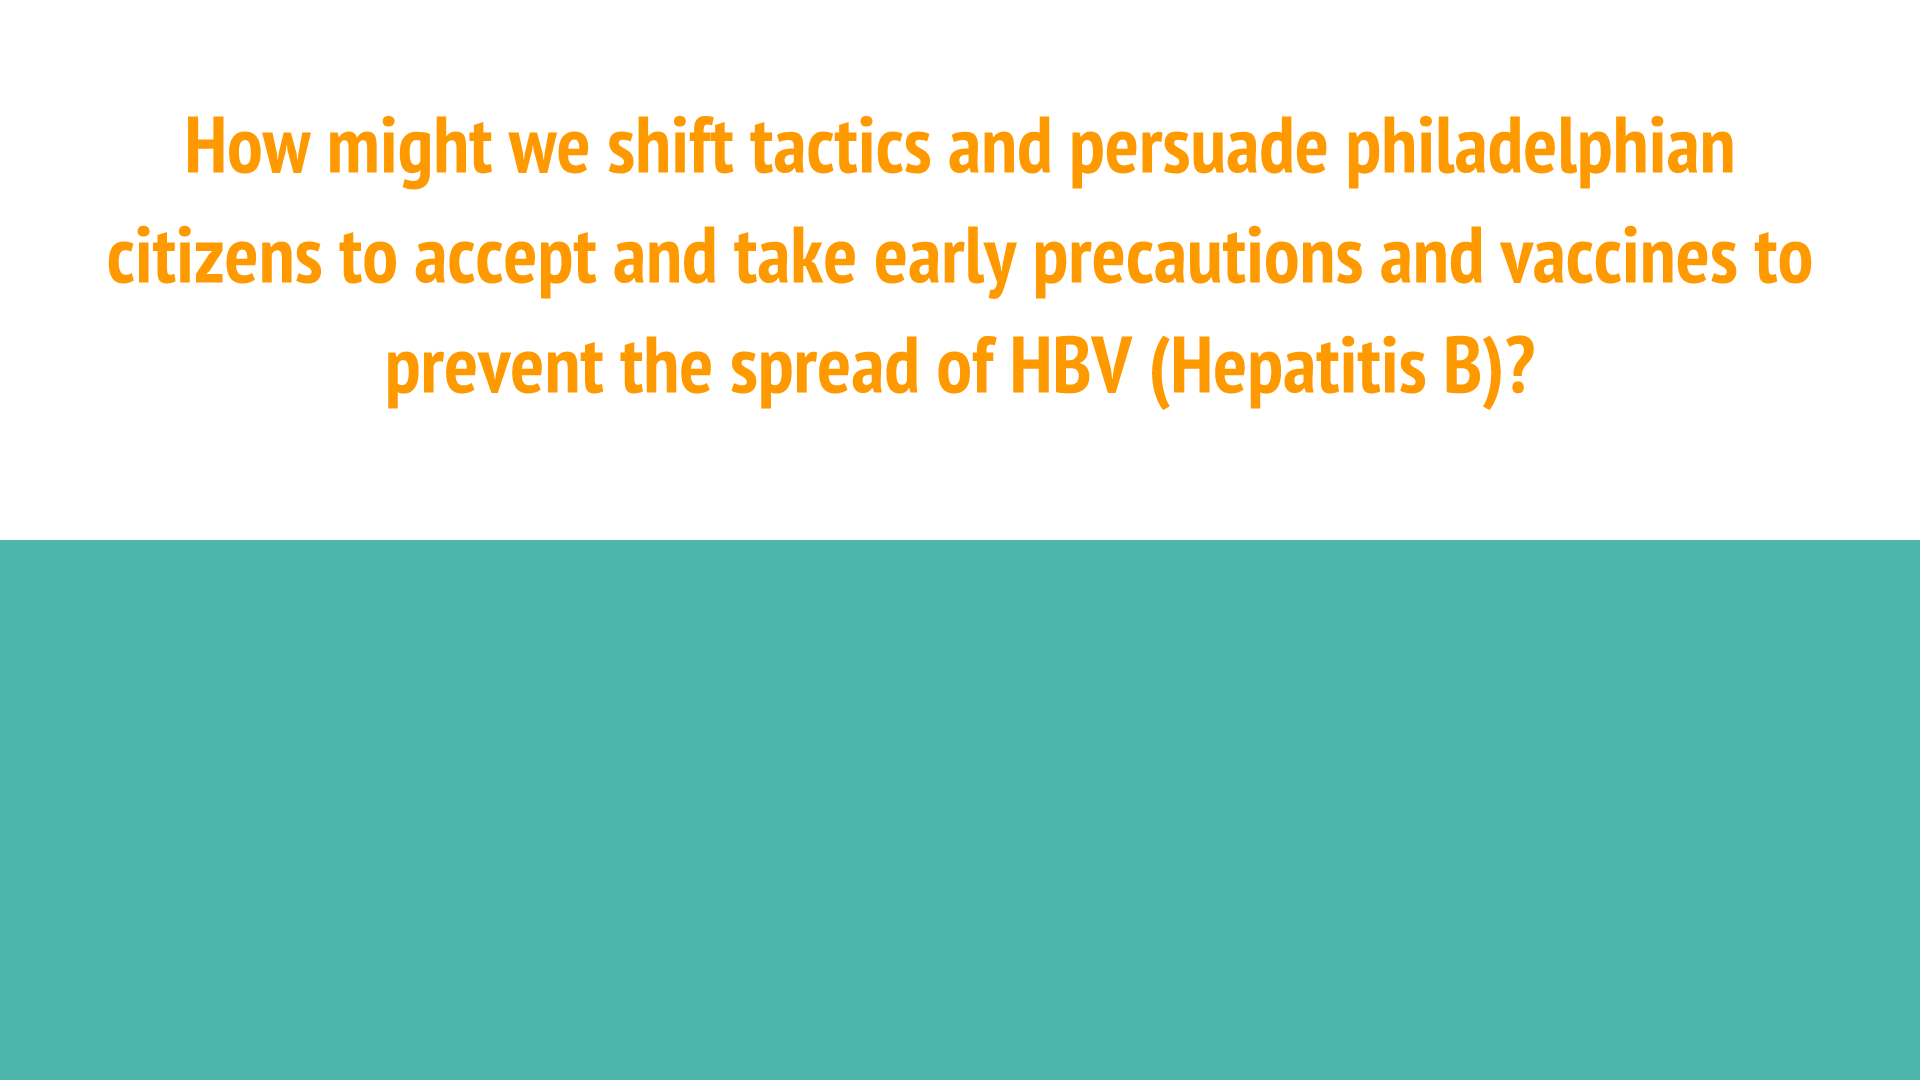 How might we shift tactics and persuade philadelphian
citizens to accept and take early precautions and vaccines to
prevent the spread of HBV (Hepatitis B)?